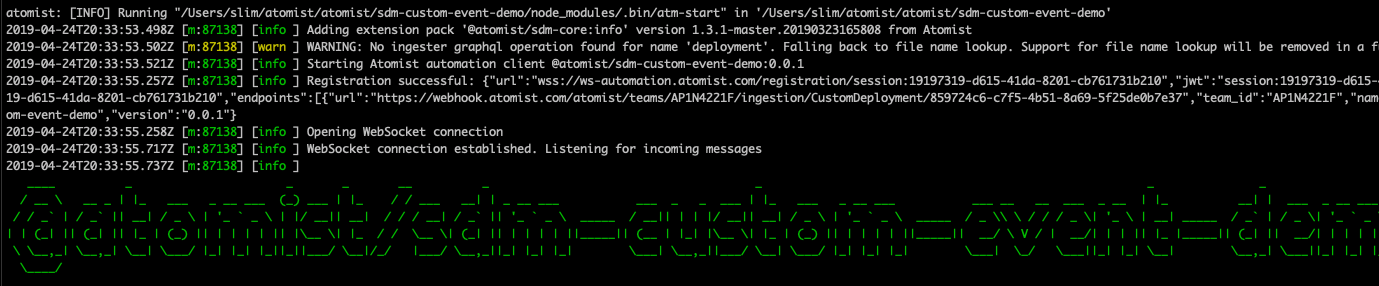 atomist: [INFO] Running "/Users/slim/atomist/atomist/sdm-custom-event-demo/node_modules/.bin/atm-start" in '/Users/slim/atomist/atomist/sdm-custom-event-demo'
2019-04-24T20:33:53.498Z [m:87138] [info ] Adding extension pack '@atomist/sdm-core:info' version 1.3.1-master.20190323165808 from Atomist
2019-04-24T20:33:53.502Z [m:87138] [warn ] WARNING: No ingester graphql operation found for name 'deployment'. Falling back to file name lookup. Support for file name lookup will be removed in a f
2019-04-24T20:33:53.521Z [m:87138] [info ] Starting Atomist automation client @atomist/sdm-custom-event-demo:0.0.1
2019-04-24T20:33:55.257Z [m:87138] [info ] Registration successful: {"url":"wss://ws-automation.atomist.com/registration/session:19197319-d615-41da-8201-cb761731b210","jwt":"session:19197319-d615-4
19-d615-41da-8201-cb761731b210","endpoints":[{"url":"https://webhook.atomist.com/atomist/teams/AP1N4221F/ingestion/CustomDeployment/859724c6-c7f5-4b51-8a69-5f25de0b7e37","team_id":"AP1N4221F","nam
om-event-demo","version":"0.0.1"}
2019-04-24T20:33:55.258Z [m:87138] [info ] Opening WebSocket connection
2019-04-24T20:33:55.717Z [m:87138] [info ] WebSocket connection established. Listening for incoming messages
2019-04-24T20:33:55.737Z [m:87138] [info ]
@atomist/sdm-custom-event-dem